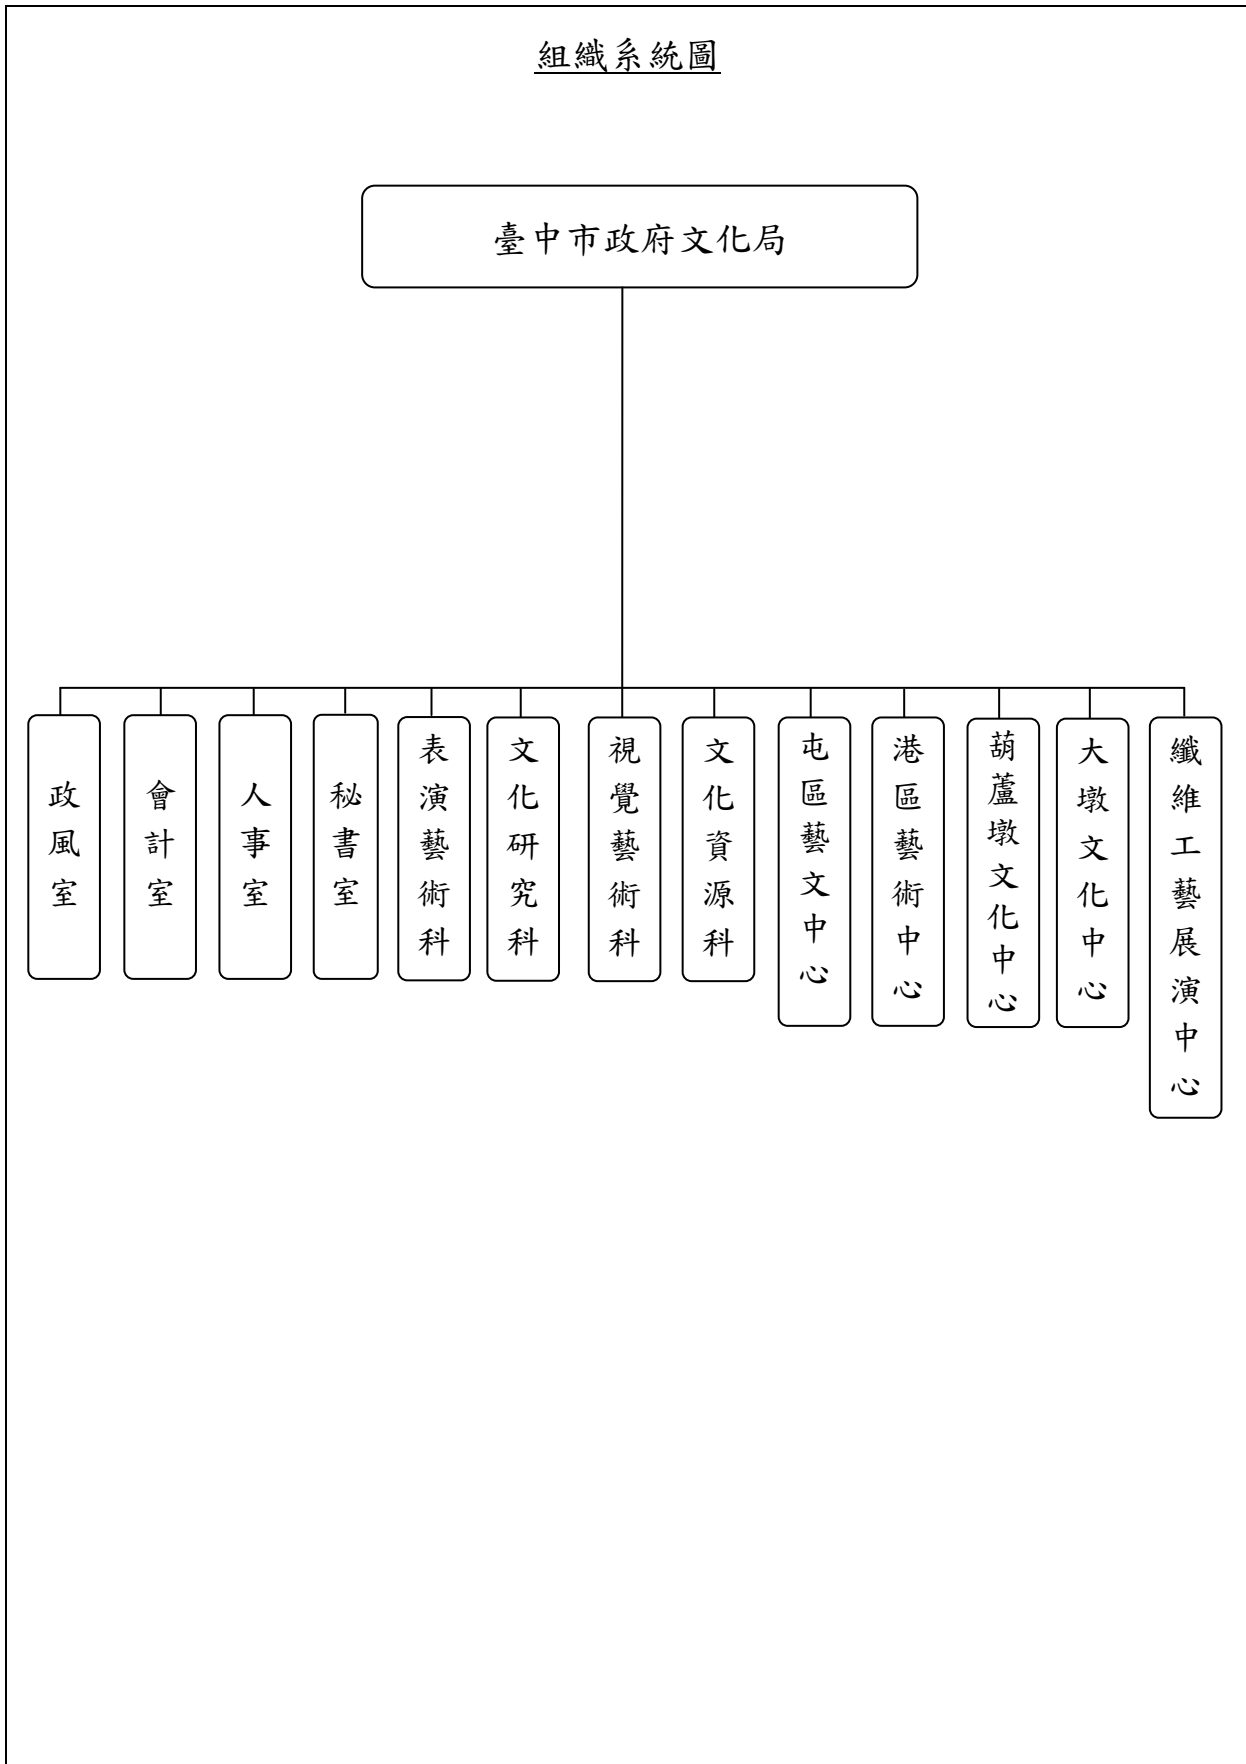 組織系統圖
臺中市政府文化局
政風室
會計室
人事室
秘書室
表演藝術科
文化研究科
視覺藝術科
文化資源科
屯區藝文中心
港區藝術中心
葫蘆墩文化中心
大墩文化中心
纖維工藝展演中心